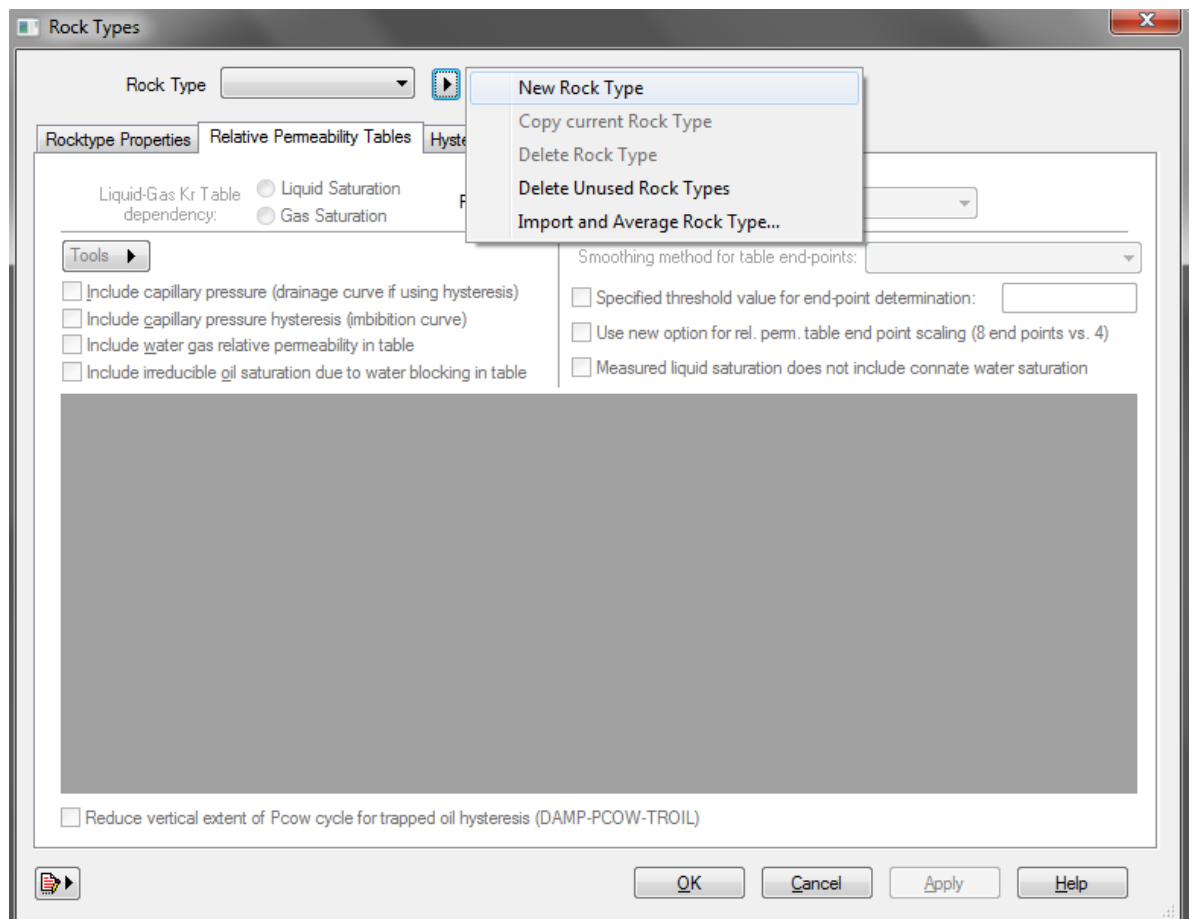 Rock Types
Rock Type
New Rock Type
Copy current Rock Type
Delete Rock Type
Delete Unused Rock Types
Import and Average Rock Type...
Rocktype Properties
Relative Permeability Tables
Hyste
Liquid-Gas Kr Table
dependency:
Liquid Saturation
Gas Saturation
Tools
Smoothing method for table end-points:
Include capillary pressure (drainage curve if using hysteresis)
Include capillary pressure hysteresis (imbibition curve)
Include water gas relative permeability in table
Include irreducible oil saturation due to water blocking in table
Specified threshold value for end-point determination:
Use new option for rel. perm. table end point scaling (8 end points vs. 4)
Measured liquid saturation does not include connate water saturation
Reduce vertical extent of Pcow cycle for trapped oil hysteresis (DAMP-PCOW-TROIL)
OK
Cancel
Apply
Help